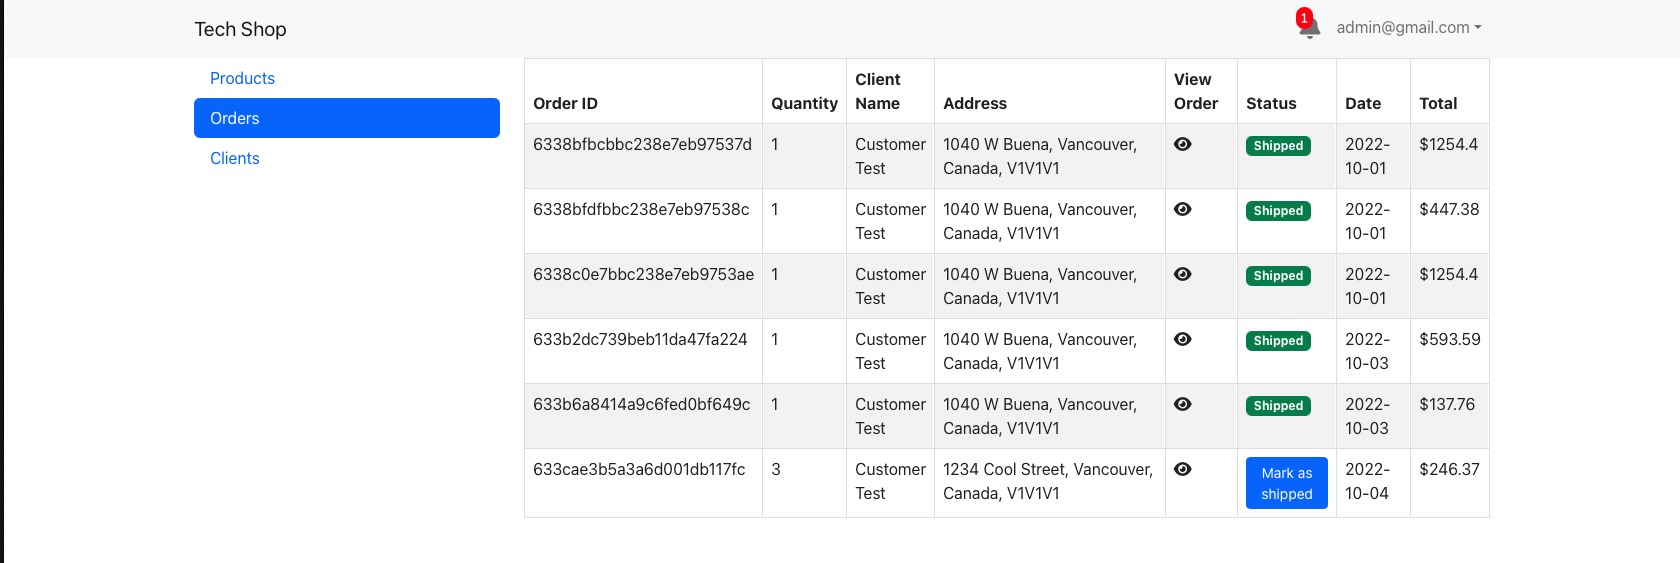 Tech Shop
1
admin@gmail.com
Products
Orders
Clients
Order ID Quantity Client Name Address View Order Status Date Total
6338bfbcbbc238e7eb97537d 1 Customer Test 1040 W Buena, Vancouver, Canada, V1V1V1 Shipped 2022-10-01 $1254.4
6338bfdfbbc238e7eb97538c 1 Customer Test 1040 W Buena, Vancouver, Canada, V1V1V1 Shipped 2022-10-01 $447.38
6338c0e7bbc238e7eb9753ae 1 Customer Test 1040 W Buena, Vancouver, Canada, V1V1V1 Shipped 2022-10-01 $1254.4
633b2dc739beb11da47fa224 1 Customer Test 1040 W Buena, Vancouver, Canada, V1V1V1 Shipped 2022-10-03 $593.59
633b6a8414a9c6fed0bf649c 1 Customer Test 1040 W Buena, Vancouver, Canada, V1V1V1 Shipped 2022-10-03 $137.76
633cae3b5a3a6d001db117fc 3 Customer Test 1234 Cool Street, Vancouver, Canada, V1V1V1 Mark as shipped 2022-10-04 $246.37